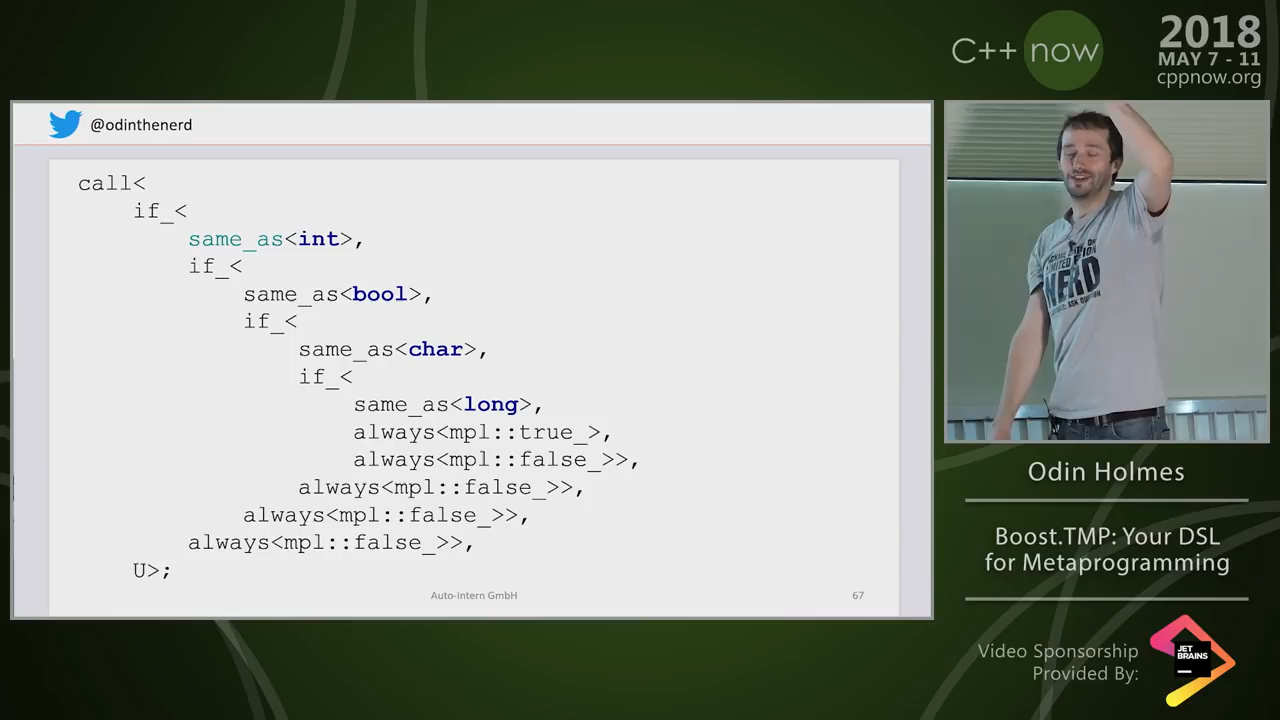 C++ now
2018
MAY 7 - 11
cppnow.org
@odinthenerd
call<
if_<
same_as<int>,
if_<
same_as<bool>,
if_<
same_as<char>,
if_<
same_as<long>,
always<mpl::true_>,
always<mpl::false_>>,
always<mpl::false_>>,
always<mpl::false_>>,
always<mpl::false_>>,
U>;
Auto-Intern GmbH
67
NERD
Odin Holmes
Boost.TMP: Your DSL
for Metaprogramming
Video Sponsorship
Provided By:
JET
BRAINS